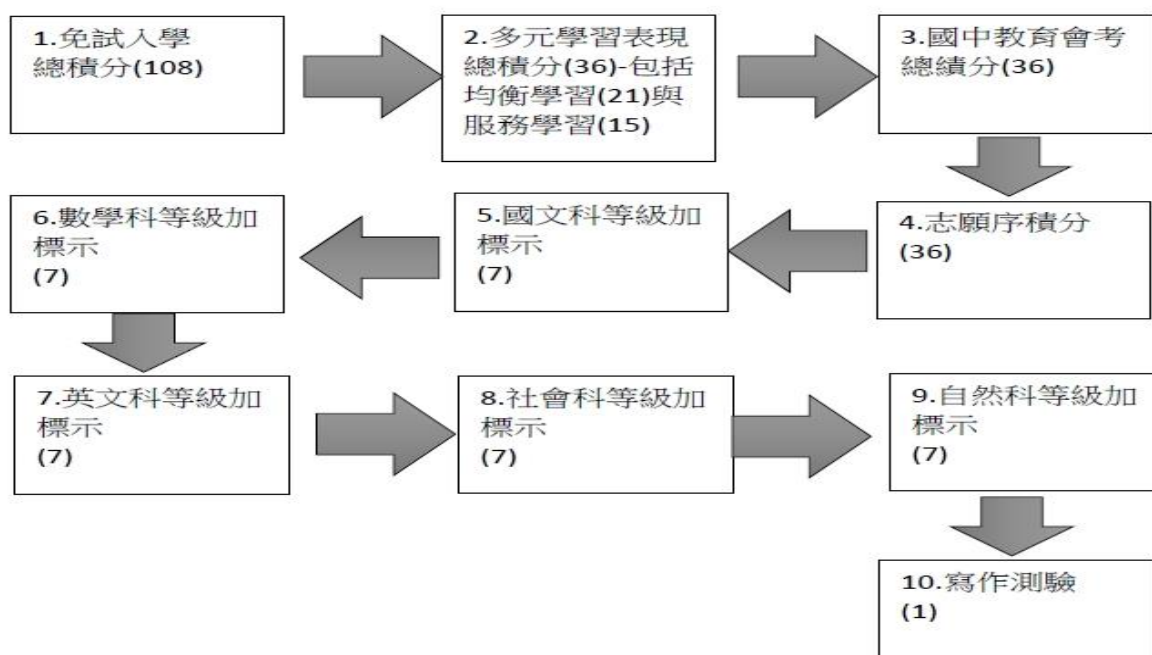 1.免試入學
總積分(108)
2.多元學習表現
總積分(36)-包括
均衡學習(21)與
服務學習(15)
3.國中教育會考
總績分(36)
4.志願序積分
(36)
5.國文科等級加
標示
(7)
6.數學科等級加
標示
(7)
7.英文科等級加
標示
(7)
8.社會科等級加
標示
(7)
9.自然科等級加
標示
(7)
10.寫作測驗
(1)